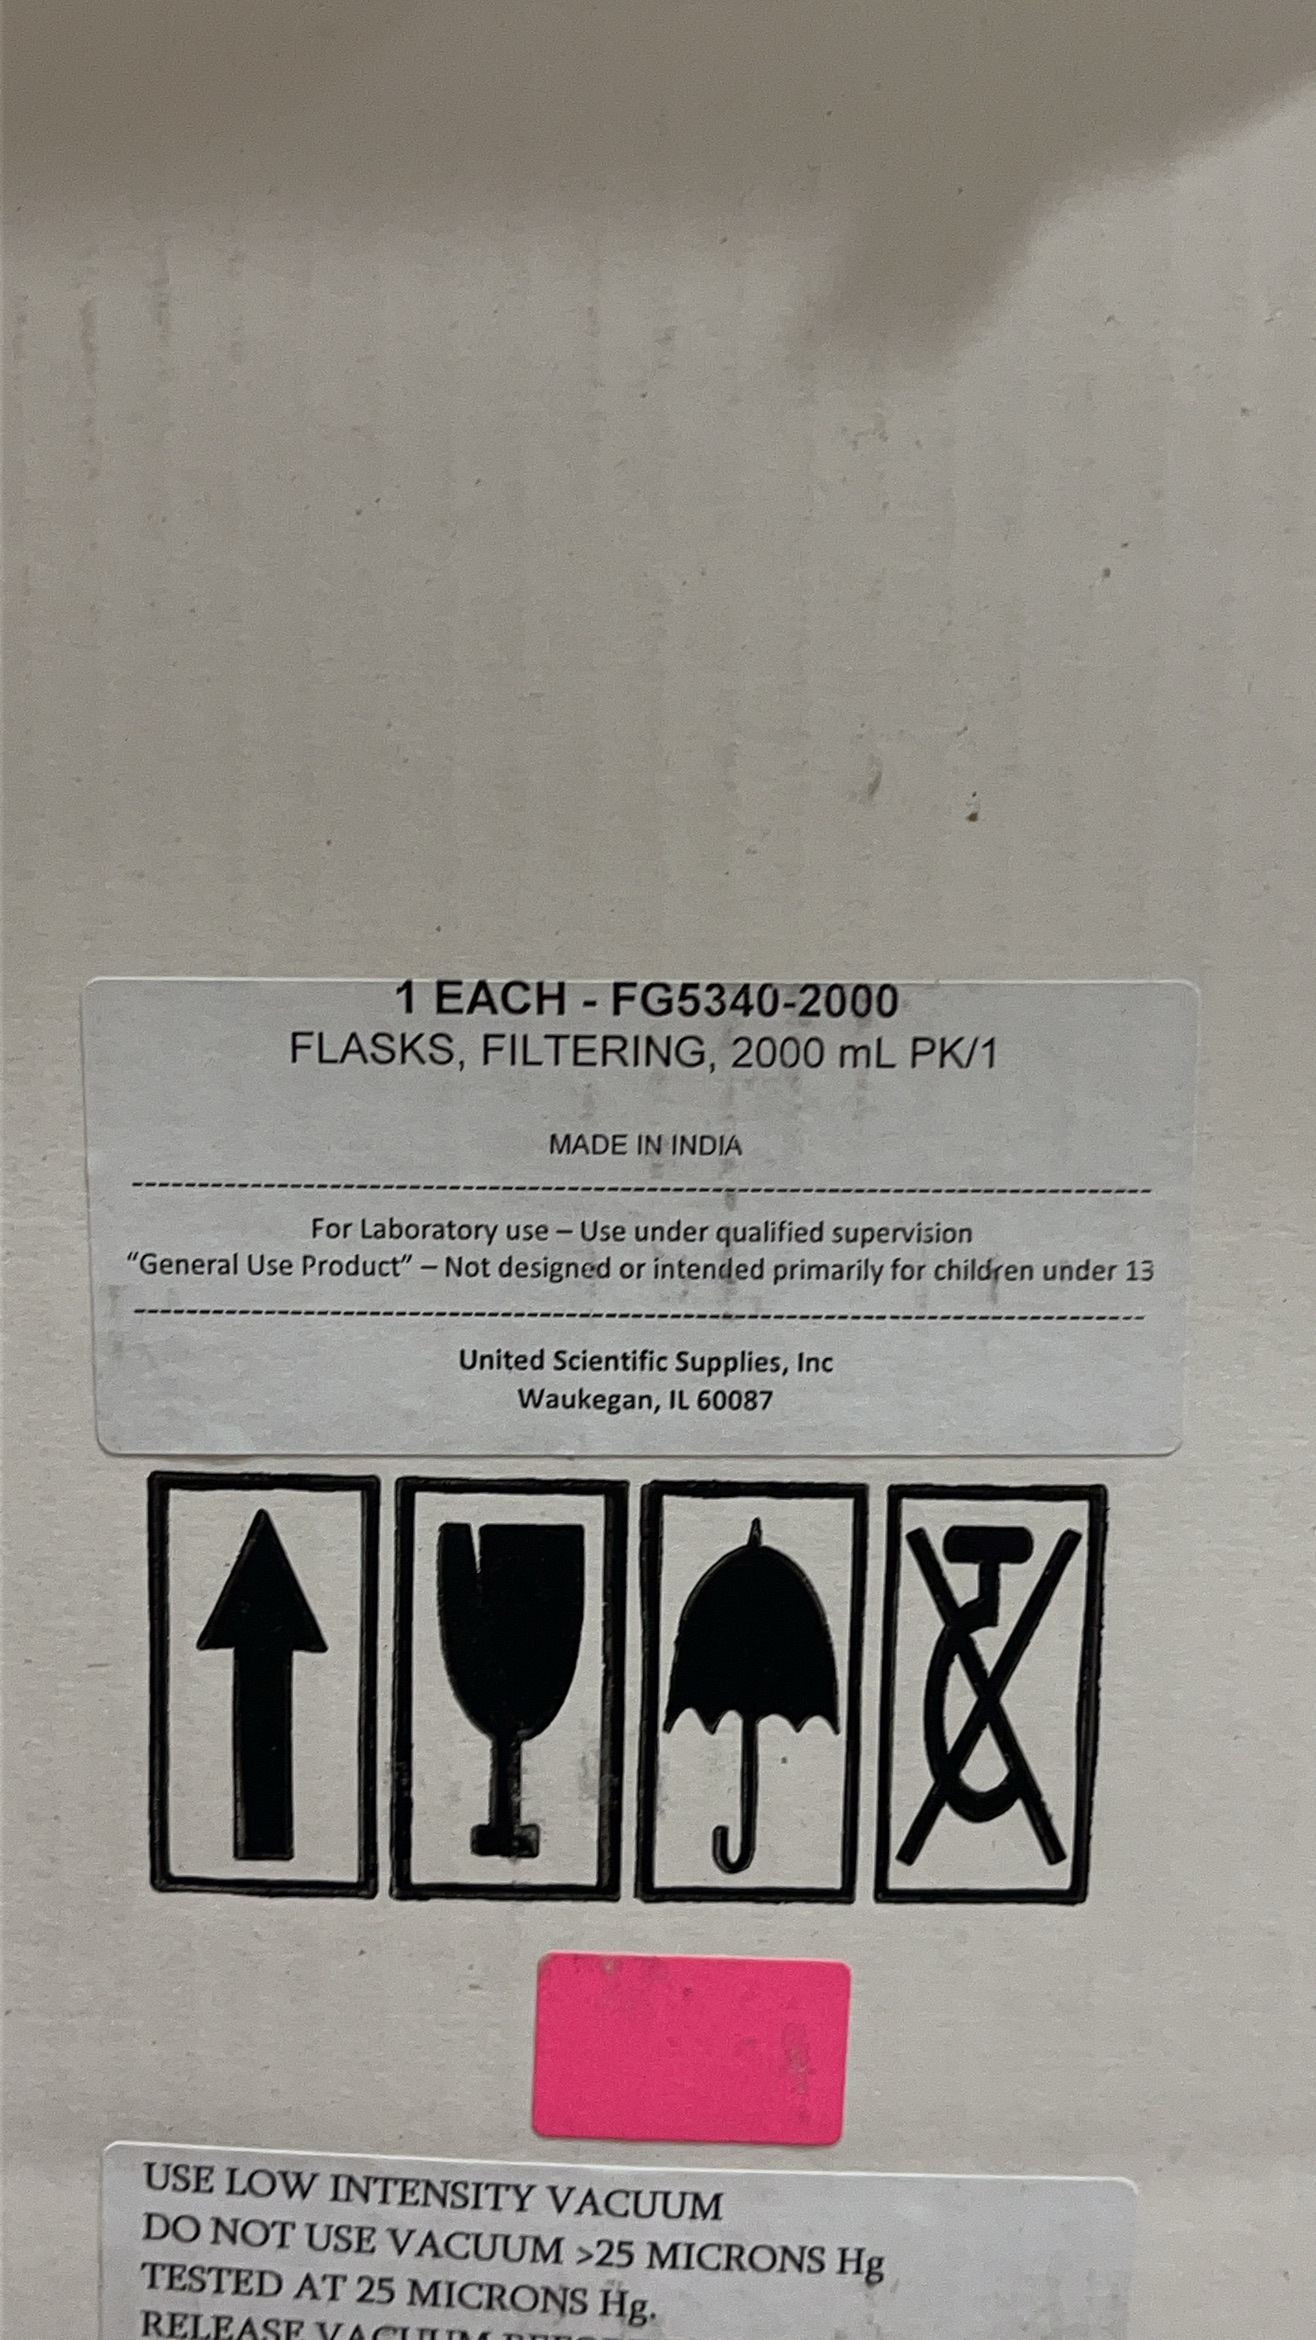 1 EACH - FG5340-2000
FLASKS, FILTERING, 2000 mL PK/1
MADE IN INDIA
For Laboratory use – Use under qualified supervision
“General Use Product” – Not designed or intended primarily for children under 13
United Scientific Supplies, Inc
Waukegan, IL 60087
USE LOW INTENSITY VACUUM
DO NOT USE VACUUM >25 MICRONS Hg
TESTED AT 25 MICRONS Hg.
RELEASE VACUUM